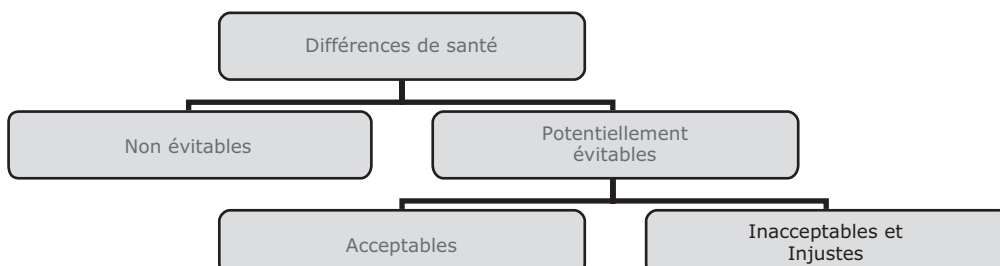 Différences de santé
Non évitables
Potentiellement
évitables
Acceptables
Inacceptables et
Injustes